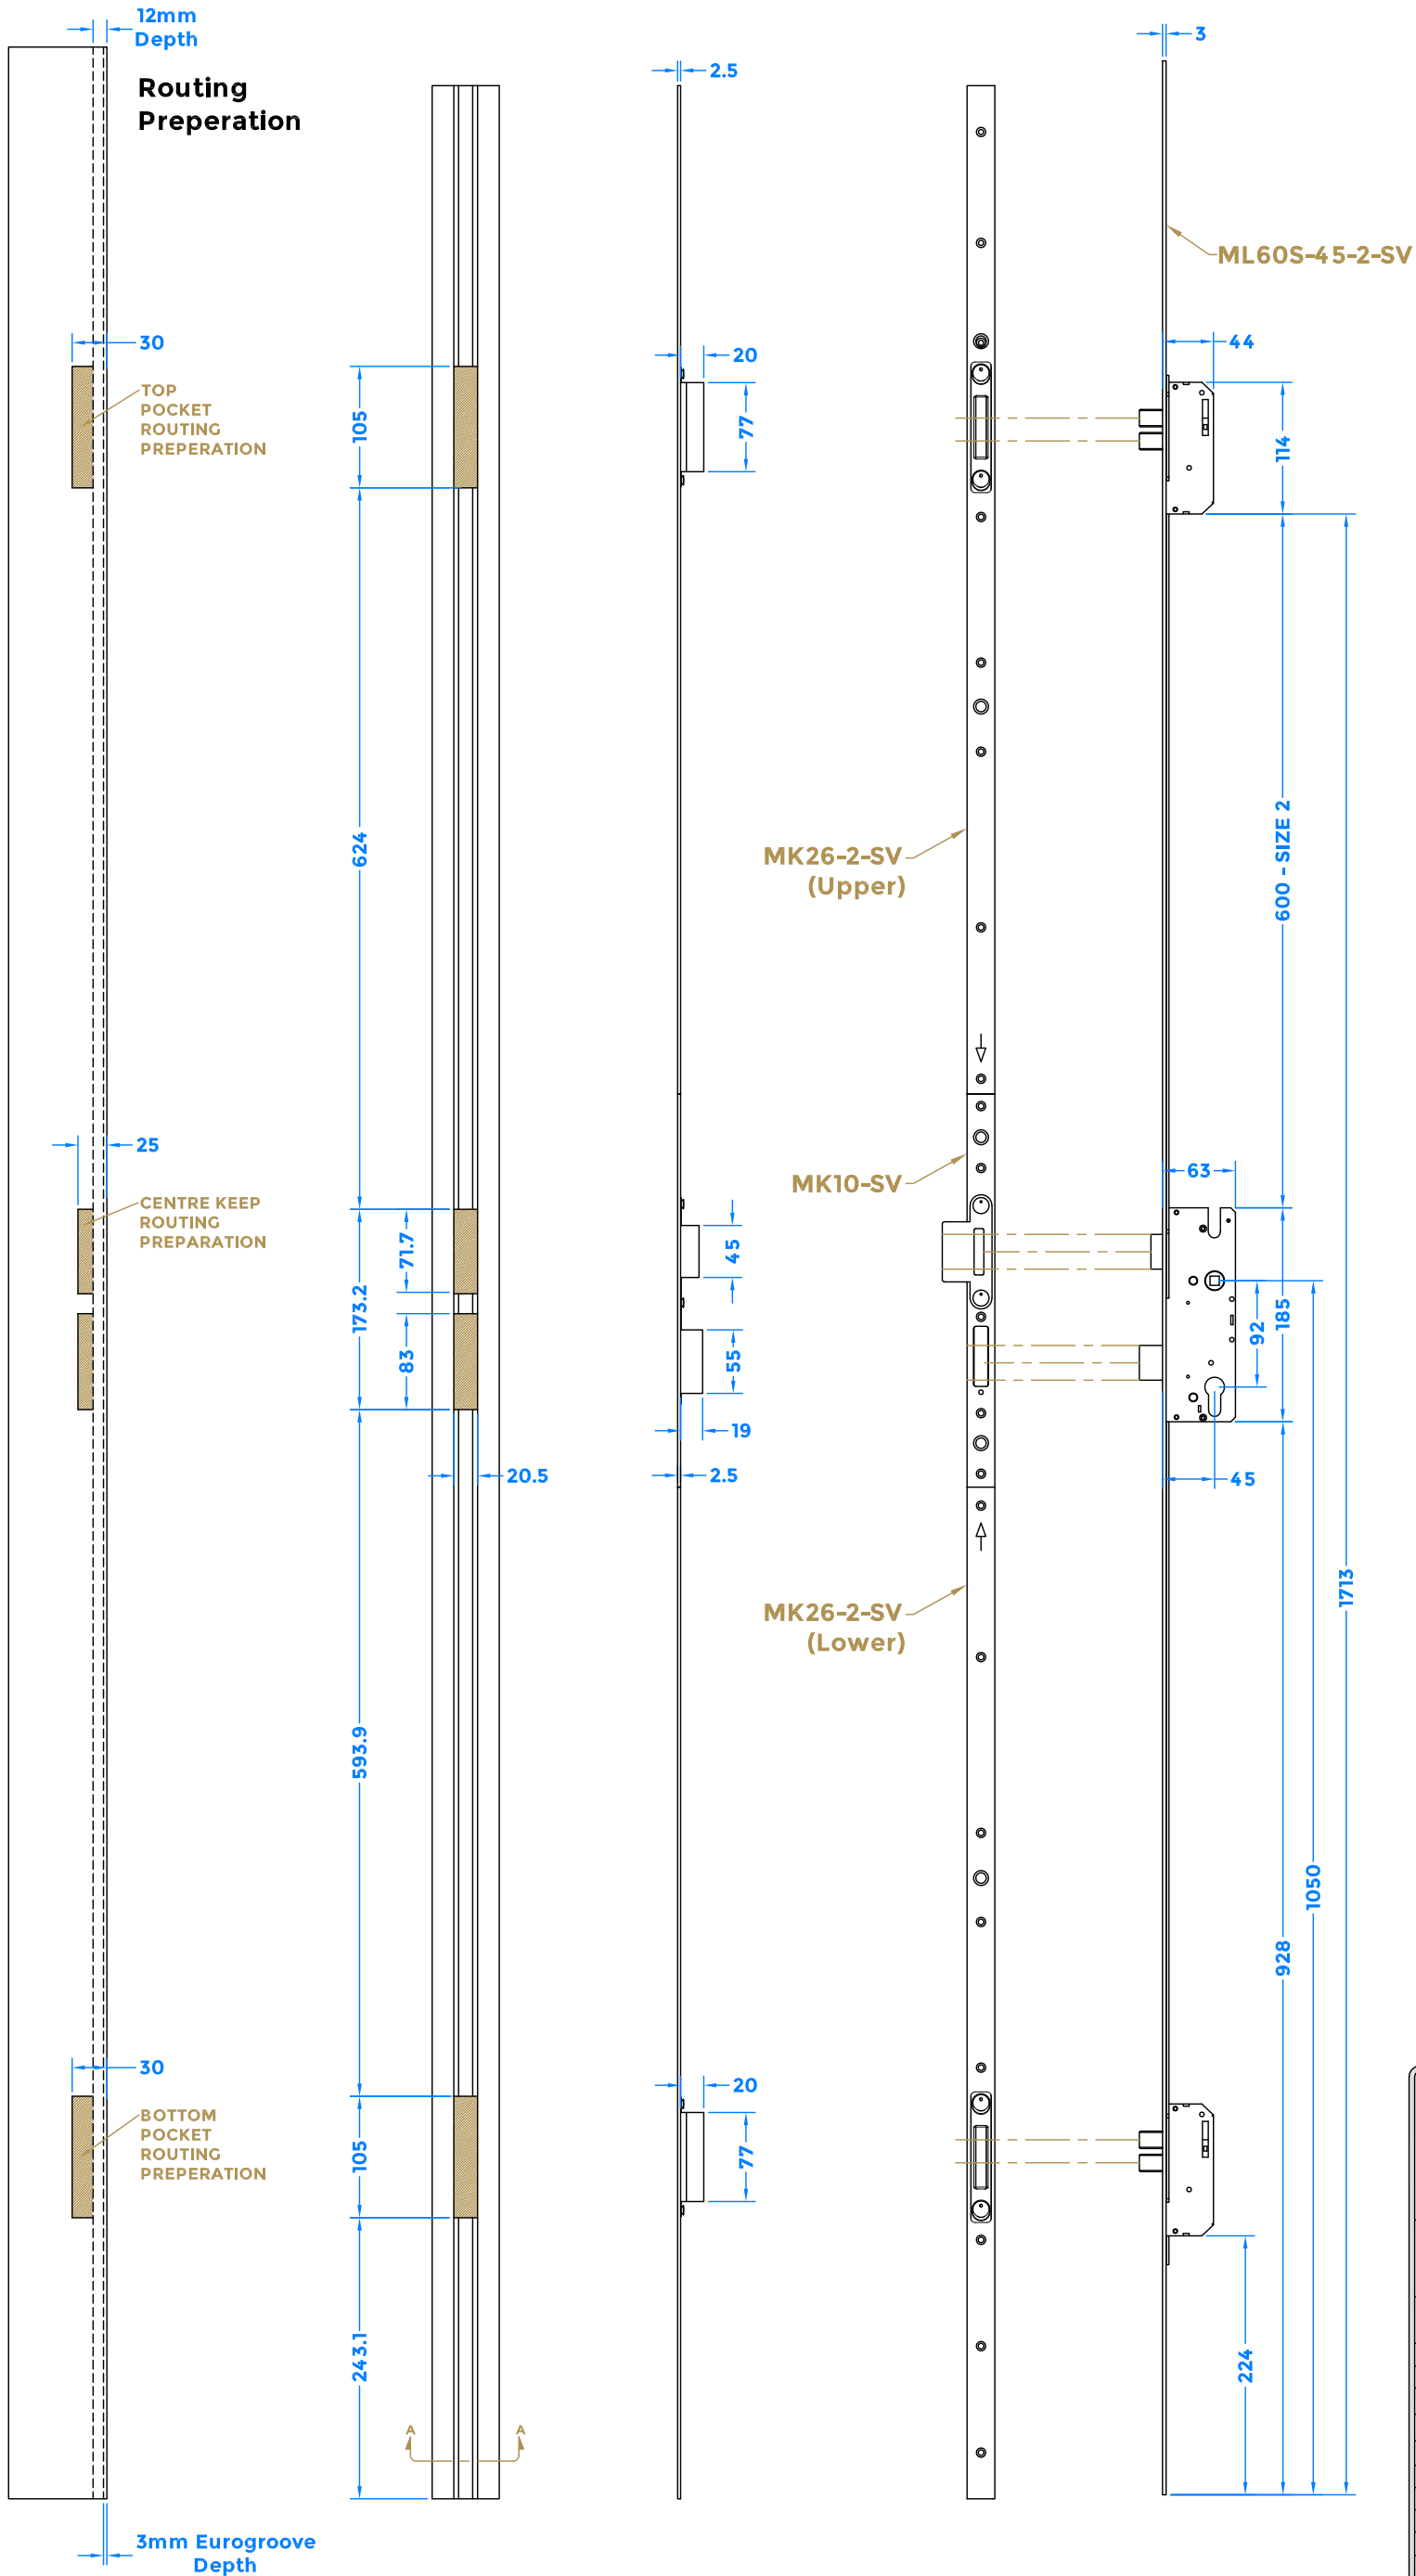 12mm
Depth
3
Routing
Preperation
2.5
ML60S-45-2-SV
30
20
44
TOP
POCKET
ROUTING
PREPERATION
105
77
114
624
600 - SIZE 2
MK26-2-SV
(Upper)
25
MK10-SV
63
CENTRE KEEP
ROUTING
PREPARATION
71.7
45
173.2
83
55
92
185
19
20.5
2.5
45
1713
MK26-2-SV
(Lower)
593.9
1050
928
30
20
BOTTOM
POCKET
ROUTING
PREPERATION
105
77
243.1
224
A
A
3mm Eurogroove
Depth